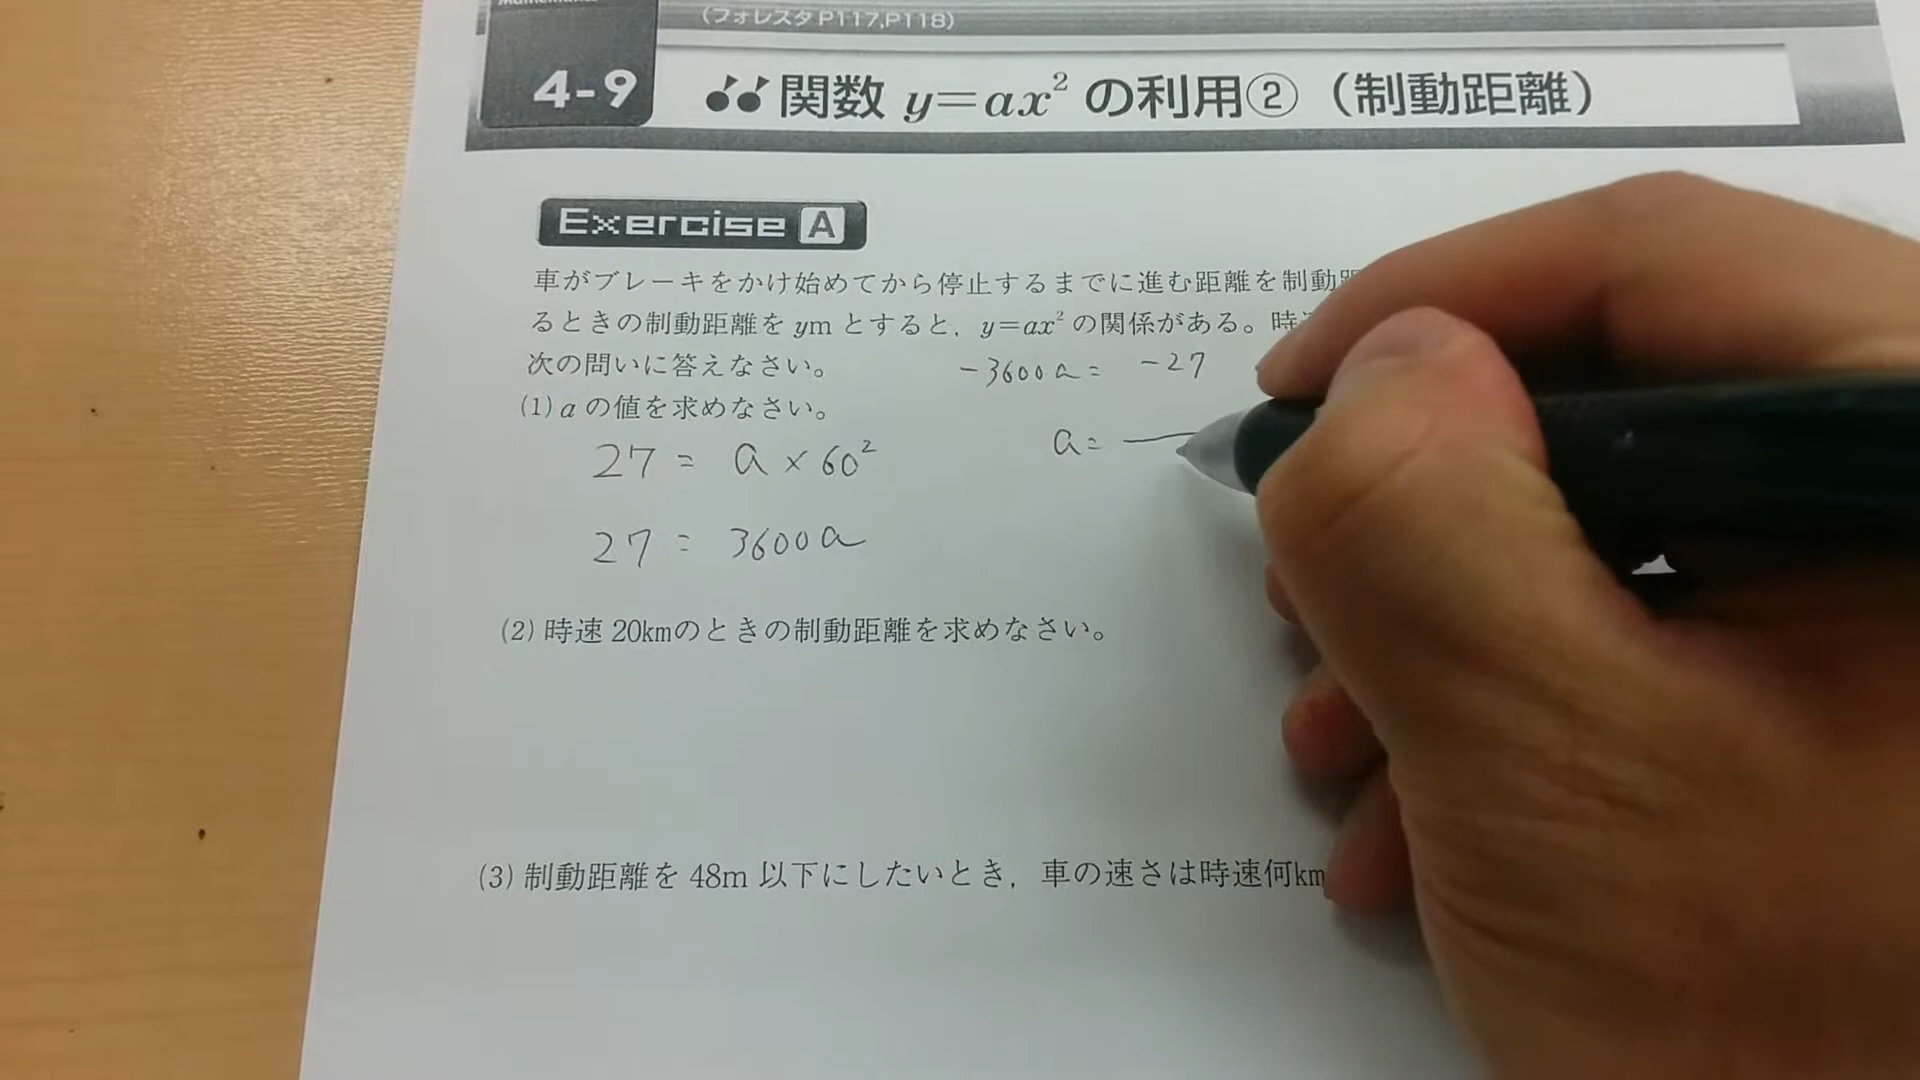 (フォレスタP117,P118)
4-9
関数 y=ax² の利用②(制動距離)
Exercise A
車がブレーキをかけ始めてから停止するまでに進む距離を制動
るときの制動距離を ym とすると, y=ax² の関係がある。時
次の問いに答えなさい。
-3600a = -27
(1) a の値を求めなさい。
a=
27 = a × 60²
27 = 3600a
(2) 時速 20kmのときの制動距離を求めなさい。
(3) 制動距離を 48m 以下にしたいとき, 車の速さは時速何km